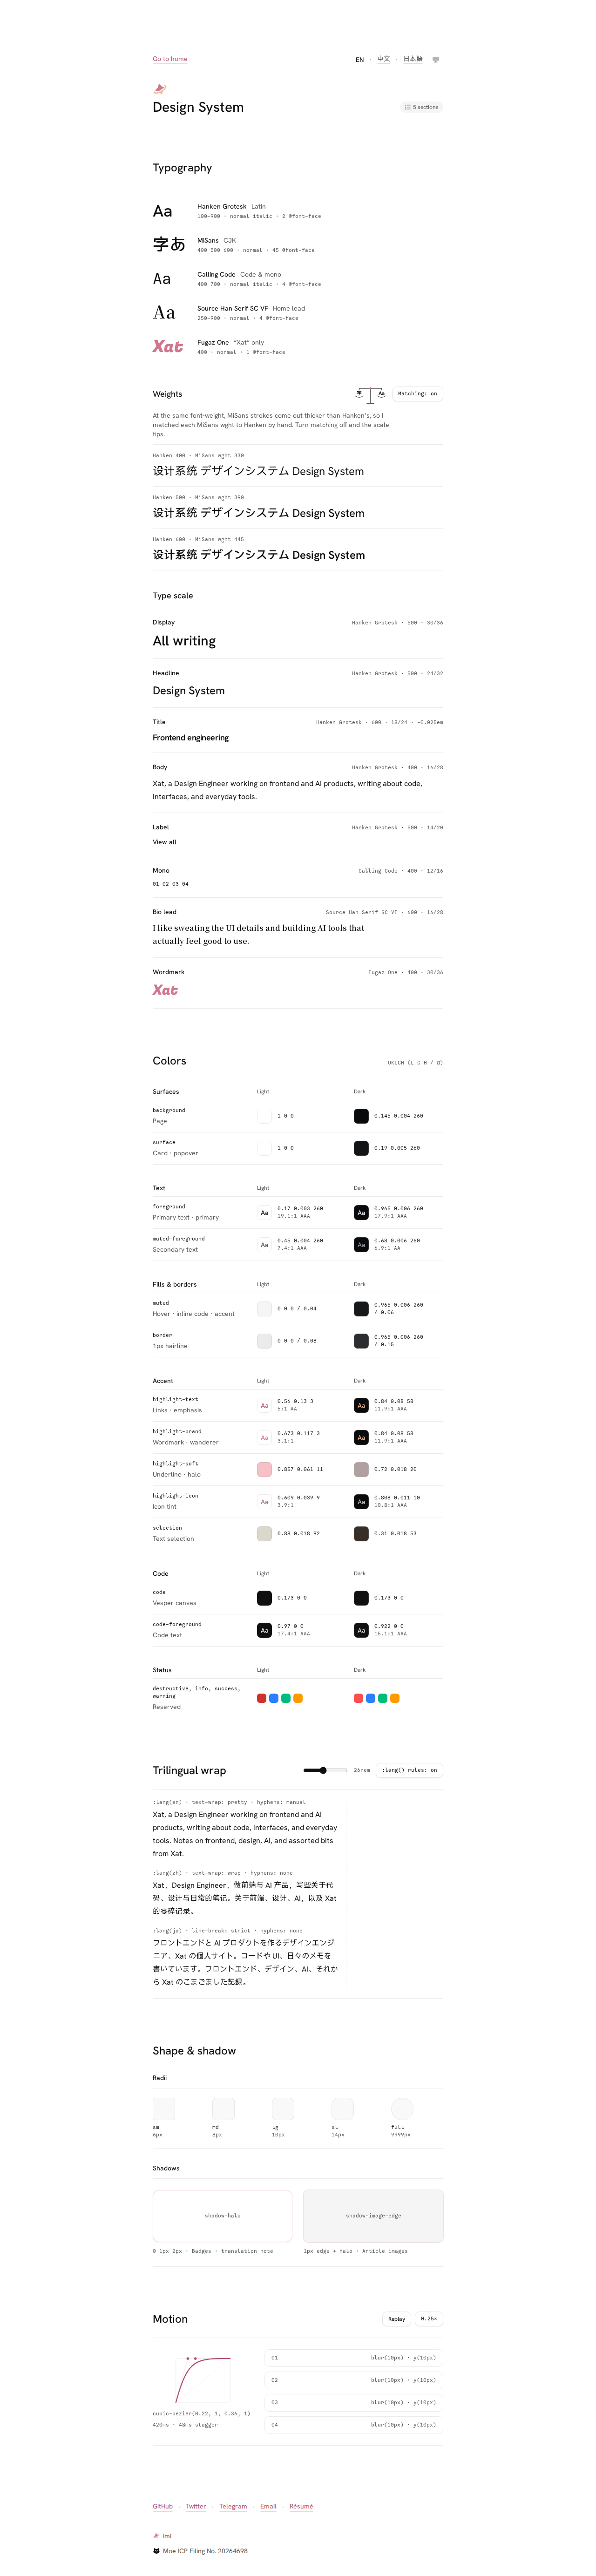 Go to home
EN · 中文 · 日本語
Design System
5 sections
Typography
Aa
Hanken Grotesk Latin
100–900 · normal italic · 2 @font-face
字あ
MiSans CJK
400 500 600 · normal · 45 @font-face
Aa
Calling Code Code & mono
400 700 · normal italic · 4 @font-face
Aa
Source Han Serif SC VF Home lead
250–900 · normal · 4 @font-face
Xat
Fugaz One “Xat” only
400 · normal · 1 @font-face
Weights
字 Aa
Matching: on
At the same font-weight, MiSans strokes come out thicker than Hanken’s, so I
matched each MiSans wght to Hanken by hand. Turn matching off and the scale
tips.
Hanken 400 · MiSans wght 330
设计系统 デザインシステム Design System
Hanken 500 · MiSans wght 390
设计系统 デザインシステム Design System
Hanken 600 · MiSans wght 445
设计系统 デザインシステム Design System
Type scale
Display
Hanken Grotesk · 500 · 30/36
All writing
Headline
Hanken Grotesk · 500 · 24/32
Design System
Title
Hanken Grotesk · 600 · 18/24 · −0.025em
Frontend engineering
Body
Hanken Grotesk · 400 · 16/28
Xat, a Design Engineer working on frontend and AI products, writing about code,
interfaces, and everyday tools.
Label
Hanken Grotesk · 500 · 14/20
View all
Mono
Calling Code · 400 · 12/16
01 02 03 04
Bio lead
Source Han Serif SC VF · 600 · 16/28
I like sweating the UI details and building AI tools that
actually feel good to use.
Wordmark
Fugaz One · 400 · 30/36
Xat
Colors
OKLCH (L C H / α)
Surfaces Light Dark
background
Page
1 0 0
0.145 0.004 260
surface
Card · popover
1 0 0
0.19 0.005 260
Text Light Dark
foreground
Primary text · primary
Aa
0.17 0.003 260
19.1:1 AAA
Aa
0.965 0.006 260
17.9:1 AAA
muted-foreground
Secondary text
Aa
0.45 0.004 260
7.4:1 AAA
Aa
0.68 0.006 260
6.9:1 AA
Fills & borders Light Dark
muted
Hover · inline code · accent
0 0 0 / 0.04
0.965 0.006 260
/ 0.06
border
1px hairline
0 0 0 / 0.08
0.965 0.006 260
/ 0.15
Accent Light Dark
highlight-text
Links · emphasis
Aa
0.56 0.13 3
5:1 AA
Aa
0.84 0.08 58
11.9:1 AAA
highlight-brand
Wordmark · wanderer
Aa
0.673 0.117 3
3.1:1
Aa
0.84 0.08 58
11.9:1 AAA
highlight-soft
Underline · halo
0.857 0.061 11
0.72 0.018 20
highlight-icon
Icon tint
Aa
0.609 0.039 9
3.9:1
Aa
0.808 0.011 10
10.8:1 AAA
selection
Text selection
0.88 0.018 92
0.31 0.018 53
Code Light Dark
code
Vesper canvas
0.173 0 0
0.173 0 0
code-foreground
Code text
Aa
0.97 0 0
17.4:1 AAA
Aa
0.922 0 0
15.1:1 AAA
Status Light Dark
destructive, info, success,
warning
Reserved
Trilingual wrap
26rem
:lang() rules: on
:lang(en) · text-wrap: pretty · hyphens: manual
Xat, a Design Engineer working on frontend and AI
products, writing about code, interfaces, and everyday
tools. Notes on frontend, design, AI, and assorted bits
from Xat.
:lang(zh) · text-wrap: wrap · hyphens: none
Xat，Design Engineer，做前端与 AI 产品，写些关于代
码、设计与日常的笔记。关于前端、设计、AI，以及 Xat
的零碎记录。
:lang(ja) · line-break: strict · hyphens: none
フロントエンドと AI プロダクトを作るデザインエンジ
ニア、Xat の個人サイト。コードや UI、日々のメモを
書いています。フロントエンド、デザイン、AI、それか
ら Xat のこまごました記録。
Shape & shadow
Radii
sm
6px
md
8px
lg
10px
xl
14px
full
9999px
Shadows
shadow-halo
0 1px 2px · Badges · translation note
shadow-image-edge
1px edge + halo · Article images
Motion
Replay
0.25×
cubic-bezier(0.22, 1, 0.36, 1)
420ms · 48ms stagger
01 blur(10px) · y(10px)
02 blur(10px) · y(10px)
03 blur(10px) · y(10px)
04 blur(10px) · y(10px)
GitHub · Twitter · Telegram · Email · Résumé
Moe ICP Filing No. 20264698